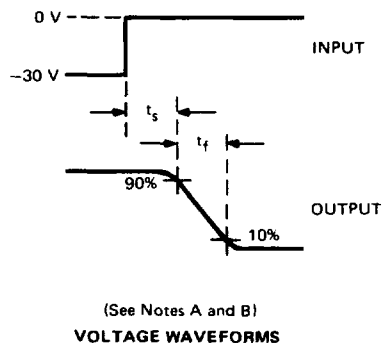 0 V
INPUT
−30 V
ts
tf
90%
OUTPUT
10%
(See Notes A and B)
VOLTAGE WAVEFORMS